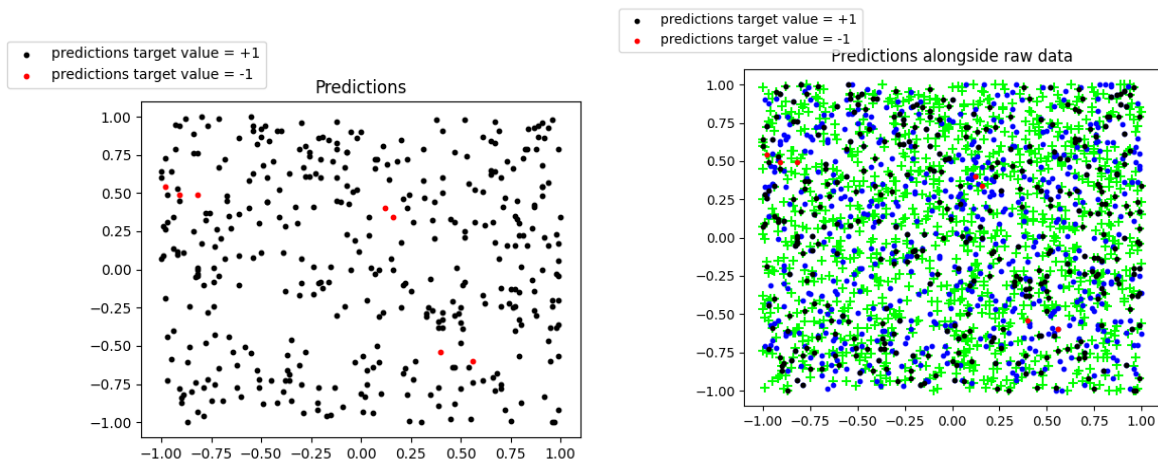 predictions target value = +1
predictions target value = -1
Predictions
1.00
0.75
0.50
0.25
0.00
−0.25
−0.50
−0.75
−1.00
−1.00 −0.75 −0.50 −0.25 0.00 0.25 0.50 0.75 1.00
predictions target value = +1
predictions target value = -1
Predictions alongside raw data
1.00
0.75
0.50
0.25
0.00
−0.25
−0.50
−0.75
−1.00
−1.00 −0.75 −0.50 −0.25 0.00 0.25 0.50 0.75 1.00